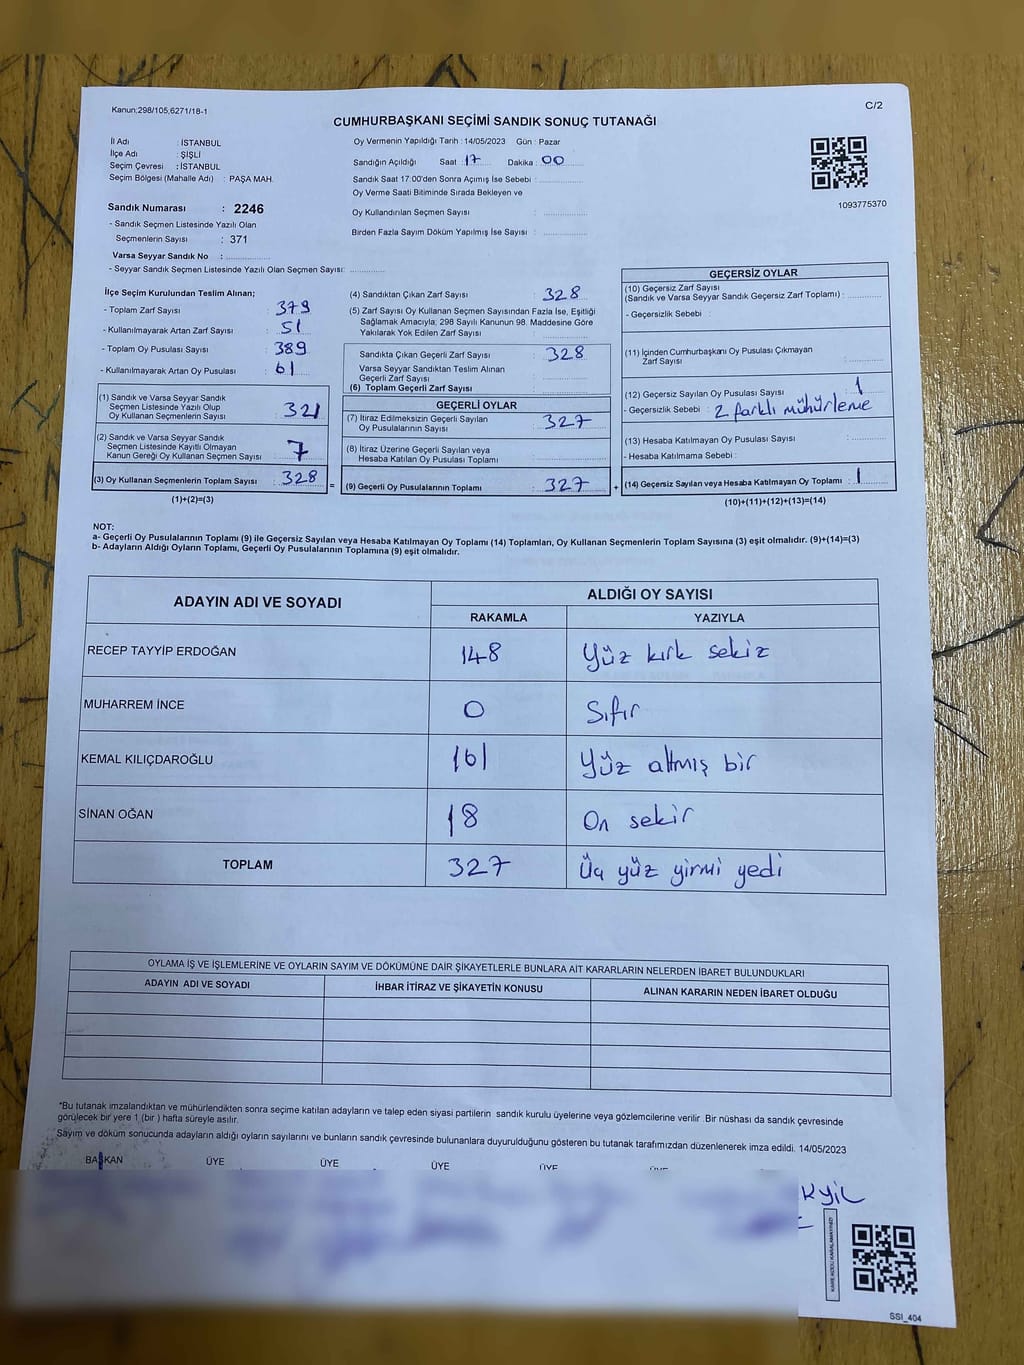 Kanun:298/105,6271/18-1
C/2
CUMHURBAŞKANI SEÇİMİ SANDIK SONUÇ TUTANAĞI
İl Adı : İSTANBUL
İlçe Adı : ŞİŞLİ
Seçim Çevresi : İSTANBUL
Seçim Bölgesi (Mahalle Adı) : PAŞA MAH.
Oy Vermenin Yapıldığı Tarih : 14/05/2023 Gün : Pazar
Sandığın Açıldığı Saat : 17 Dakika : 00
Sandık Saat 17:00'den Sonra Açımış İse Sebebi :
Oy Verme Saati Bitiminde Sırada Bekleyen ve
Oy Kullandırılan Seçmen Sayısı :
Birden Fazla Sayım Döküm Yapılmış İse Sayısı :
1093775370
Sandık Numarası : 2246
- Sandık Seçmen Listesinde Yazılı Olan
Seçmenlerin Sayısı : 371
Varsa Seyyar Sandık No :
- Seyyar Sandık Seçmen Listesinde Yazılı Olan Seçmen Sayısı:
İlçe Seçim Kurulundan Teslim Alınan;
- Toplam Zarf Sayısı : 379
- Kullanılmayarak Artan Zarf Sayısı : 51
- Toplam Oy Pusulası Sayısı : 389
- Kullanılmayarak Artan Oy Pusulası : 61
(1) Sandık ve Varsa Seyyar Sandık
Seçmen Listesinde Yazılı Olup
Oy Kullanan Seçmenlerin Sayısı : 321
(2) Sandık ve Varsa Seyyar Sandık
Seçmen Listesinde Kayıtlı Olmayan
Kanun Gereği Oy Kullanan Seçmen Sayısı : 7
(3) Oy Kullanan Seçmenlerin Toplam Sayısı : 328 =
(1)+(2)=(3)
(4) Sandıktan Çıkan Zarf Sayısı : 328
(5) Zarf Sayısı Oy Kullanan Seçmen Sayısından Fazla İse, Eşitliği
Sağlamak Amacıyla, 298 Sayılı Kanunun 98. Maddesine Göre
Yakılarak Yok Edilen Zarf Sayısı :
Sandıkta Çıkan Geçerli Zarf Sayısı : 328
Varsa Seyyar Sandıktan Teslim Alınan
Geçerli Zarf Sayısı :
(6) Toplam Geçerli Zarf Sayısı :
GEÇERLİ OYLAR
(7) İtiraz Edilmeksizin Geçerli Sayılan
Oy Pusulalarının Sayısı : 327
(8) İtiraz Üzerine Geçerli Sayılan veya
Hesaba Katılan Oy Pusulası Toplamı :
(9) Geçerli Oy Pusulalarının Toplamı : 327 +
GEÇERSİZ OYLAR
(10) Geçersiz Zarf Sayısı
(Sandık ve Varsa Seyyar Sandık Geçersiz Zarf Toplamı) :
- Geçersizlik Sebebi :
(11) İçinden Cumhurbaşkanı Oy Pusulası Çıkmayan
Zarf Sayısı :
(12) Geçersiz Sayılan Oy Pusulası Sayısı : 1
- Geçersizlik Sebebi : 2 farklı mühürleme
(13) Hesaba Katılmayan Oy Pusulası Sayısı :
- Hesaba Katılmama Sebebi :
(14) Geçersiz Sayılan veya Hesaba Katılmayan Oy Toplamı : 1
(10)+(11)+(12)+(13)=(14)
NOT:
a- Geçerli Oy Pusulalarının Toplamı (9) ile Geçersiz Sayılan veya Hesaba Katılmayan Oy Toplamı (14) Toplamları, Oy Kullanan Seçmenlerin Toplam Sayısına (3) eşit olmalıdır. (9)+(14)=(3)
b- Adayların Aldığı Oyların Toplamı, Geçerli Oy Pusulalarının Toplamına (9) eşit olmalıdır.
ADAYIN ADI VE SOYADI ALDIĞI OY SAYISI
RAKAMLA YAZIYLA
RECEP TAYYİP ERDOĞAN 148 Yüz kırk sekiz
MUHARREM İNCE 0 Sıfır
KEMAL KILIÇDAROĞLU 161 Yüz altmış bir
SİNAN OĞAN 18 On sekiz
TOPLAM 327 Üç yüz yirmi yedi
OYLAMA İŞ VE İŞLEMLERİNE VE OYLARIN SAYIM VE DÖKÜMÜNE DAİR ŞİKAYETLERLE BUNLARA AİT KARARLARIN NELERDEN İBARET BULUNDUKLARI
ADAYIN ADI VE SOYADI İHBAR İTİRAZ VE ŞİKAYETİN KONUSU ALINAN KARARIN NEDEN İBARET OLDUĞU
*Bu tutanak imzalandıktan ve mühürlendikten sonra seçime katılan adayların ve talep eden siyasi partilerin sandık kurulu üyelerine veya gözlemcilerine verilir. Bir nüshası da sandık çevresinde
görülecek bir yere 1 (bir ) hafta süreyle asılır.
Sayım ve döküm sonucunda adayların aldığı oyların sayılarını ve bunların sandık çevresinde bulunanlara duyurulduğunu gösteren bu tutanak tarafımızdan düzenlenerek imza edildi. 14/05/2023
BAŞKAN ÜYE ÜYE ÜYE ÜYE ÜYE
KARE KODU KARALAMAYINIZ!
SSI_404